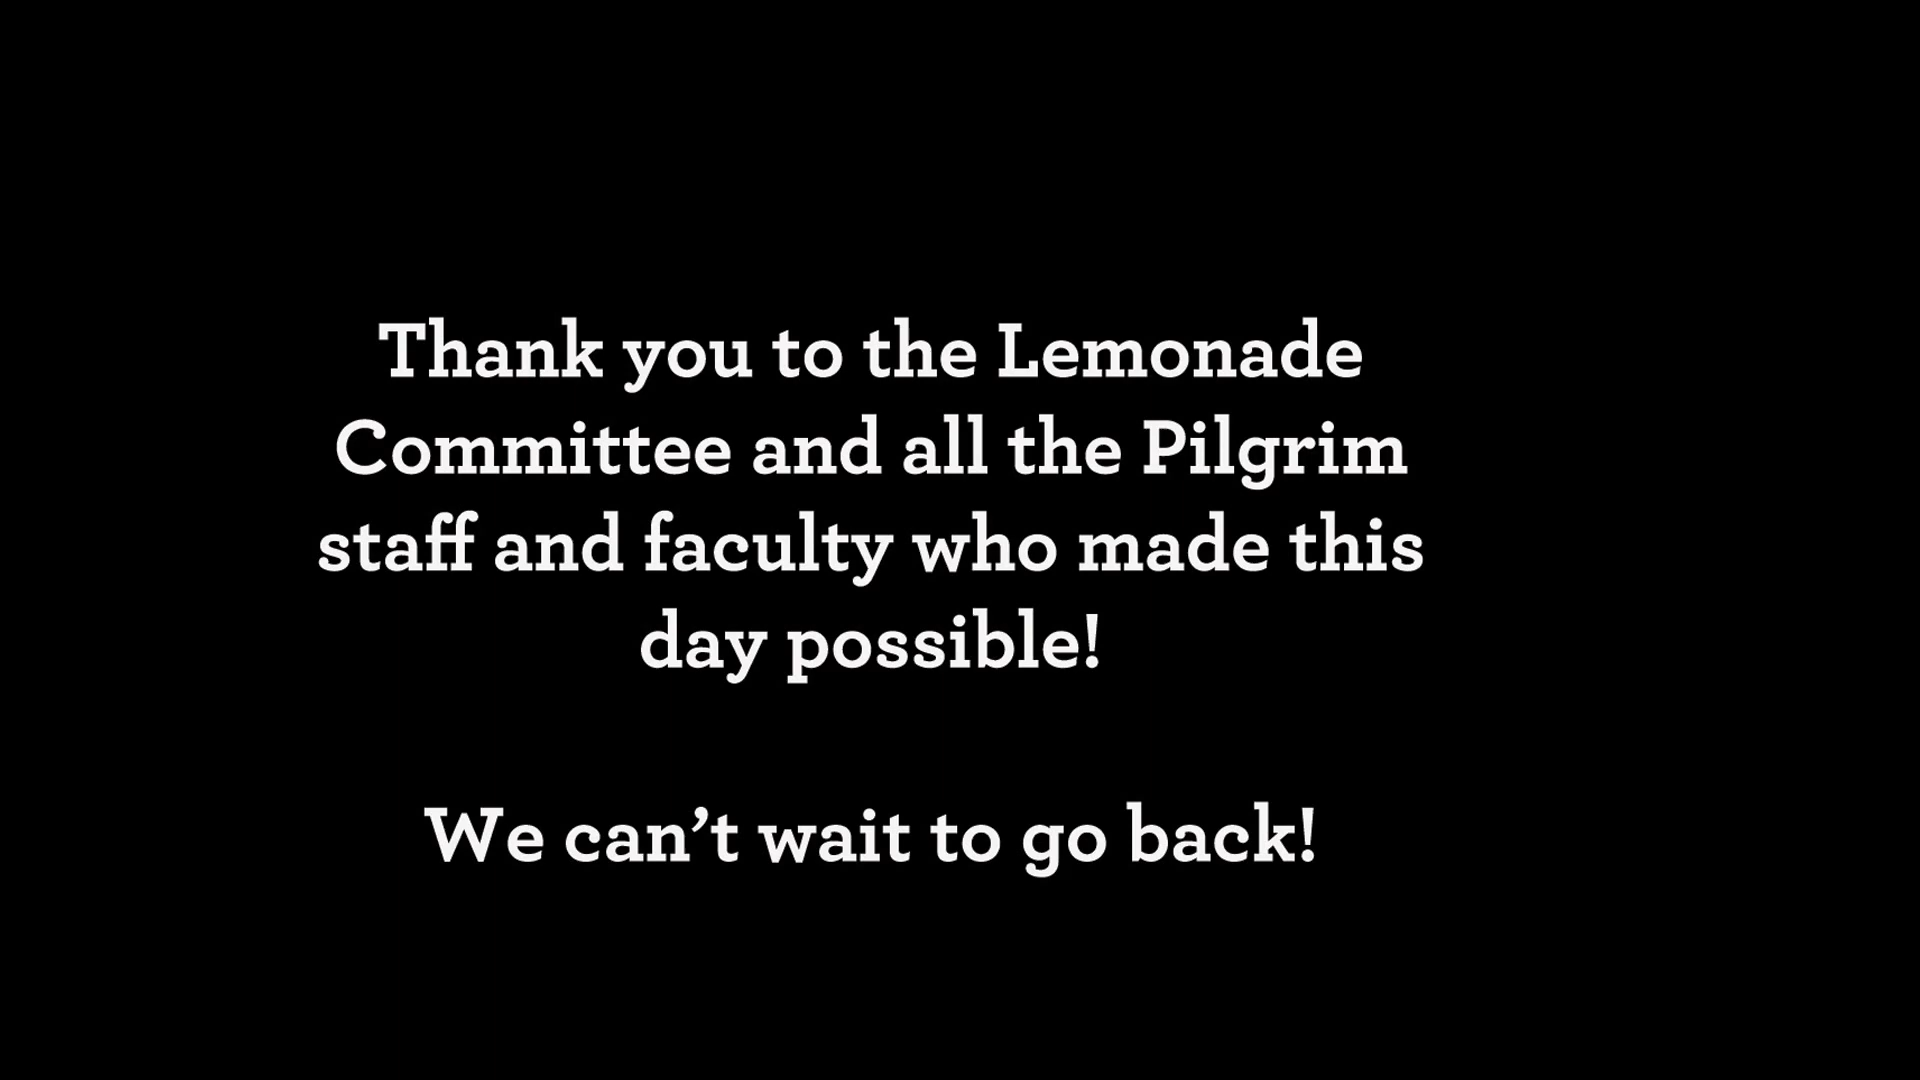 Thank you to the Lemonade
Committee and all the Pilgrim
staff and faculty who made this
day possible!
We can’t wait to go back!